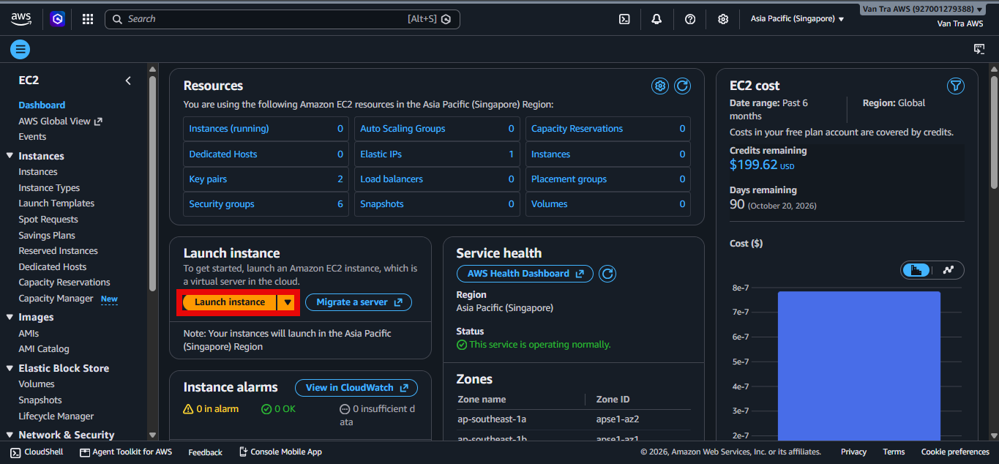 aws
Search
[Alt+S]
Asia Pacific (Singapore)
Van Tra AWS (927001279388)
Van Tra AWS
EC2
Dashboard
AWS Global View
Events
Instances
Instances
Instance Types
Launch Templates
Spot Requests
Savings Plans
Reserved Instances
Dedicated Hosts
Capacity Reservations
Capacity Manager New
Images
AMIs
AMI Catalog
Elastic Block Store
Volumes
Snapshots
Lifecycle Manager
Network & Security
Resources
You are using the following Amazon EC2 resources in the Asia Pacific (Singapore) Region:
Instances (running) 0 Auto Scaling Groups 0 Capacity Reservations 0
Dedicated Hosts 0 Elastic IPs 1 Instances 0
Key pairs 2 Load balancers 0 Placement groups 0
Security groups 6 Snapshots 0 Volumes 0
Launch instance
To get started, launch an Amazon EC2 instance, which is
a virtual server in the cloud.
Launch instance Migrate a server
Note: Your instances will launch in the Asia Pacific
(Singapore) Region
Instance alarms View in CloudWatch
0 in alarm 0 OK 0 insufficient d
ata
Service health
AWS Health Dashboard
Region
Asia Pacific (Singapore)
Status
This service is operating normally.
Zones
Zone name Zone ID
ap-southeast-1a apse1-az2
ap-southeast-1b apse1-az1
EC2 cost
Date range: Past 6
months
Region: Global
Costs in your free plan account are covered by credits.
Credits remaining
$199.62 USD
Days remaining
90 (October 20, 2026)
Cost ($)
8e-7
7e-7
6e-7
5e-7
4e-7
3e-7
2e-7
CloudShell Agent Toolkit for AWS Feedback Console Mobile App © 2026, Amazon Web Services, Inc. or its affiliates. Privacy Terms Cookie preferences